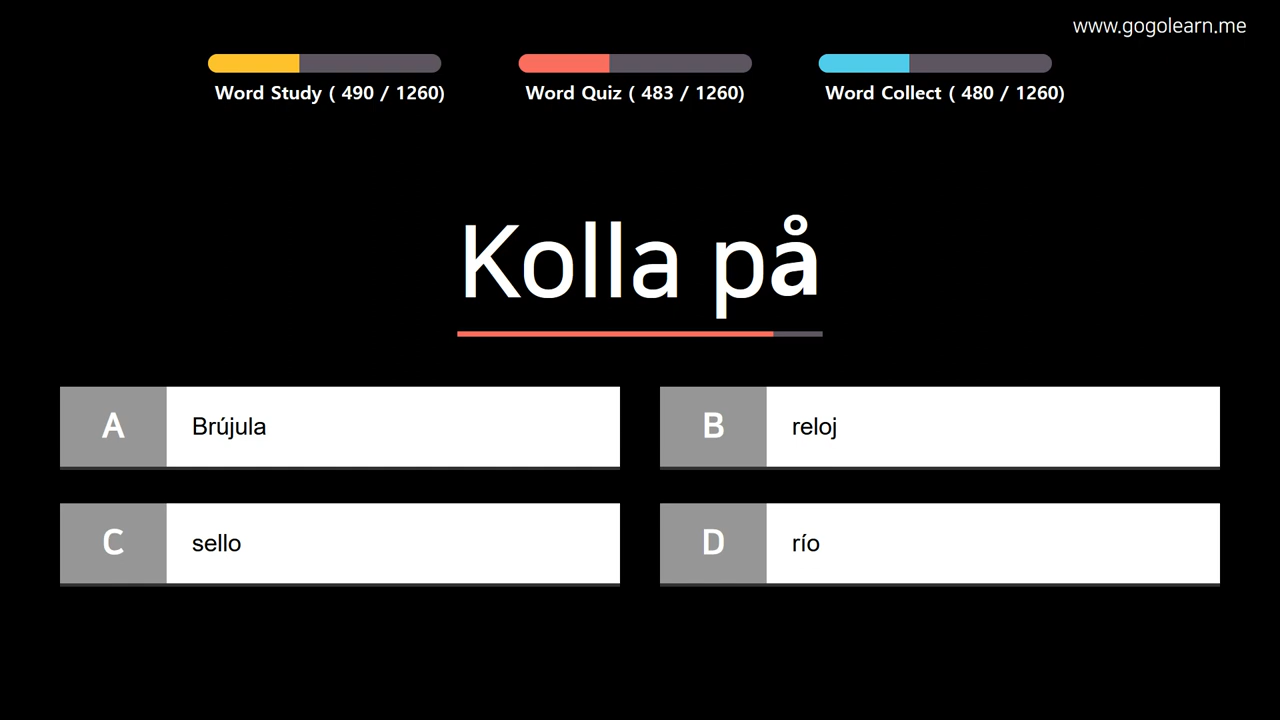 www.gogolearn.me
Word Study ( 490 / 1260)
Word Quiz ( 483 / 1260)
Word Collect ( 480 / 1260)
Kolla på
A Brújula
B reloj
C sello
D río